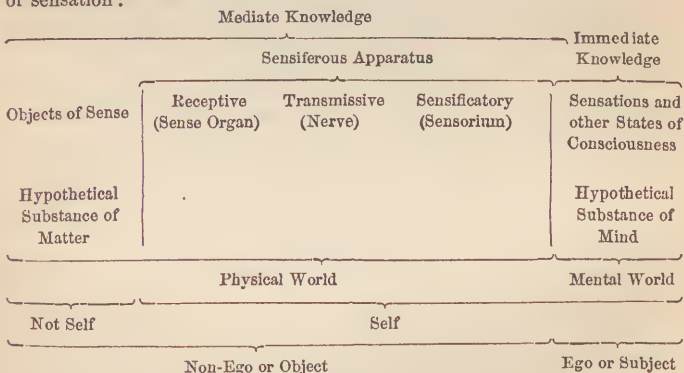 of sensation:
Mediate Knowledge
Immediate
Knowledge
Sensiferous Apparatus
Objects of Sense
Receptive
(Sense Organ)
Transmissive
(Nerve)
Sensificatory
(Sensorium)
Sensations and
other States of
Consciousness
Hypothetical
Substance of
Matter
Hypothetical
Substance of
Mind
Physical World
Mental World
Not Self
Self
Non-Ego or Object
Ego or Subject